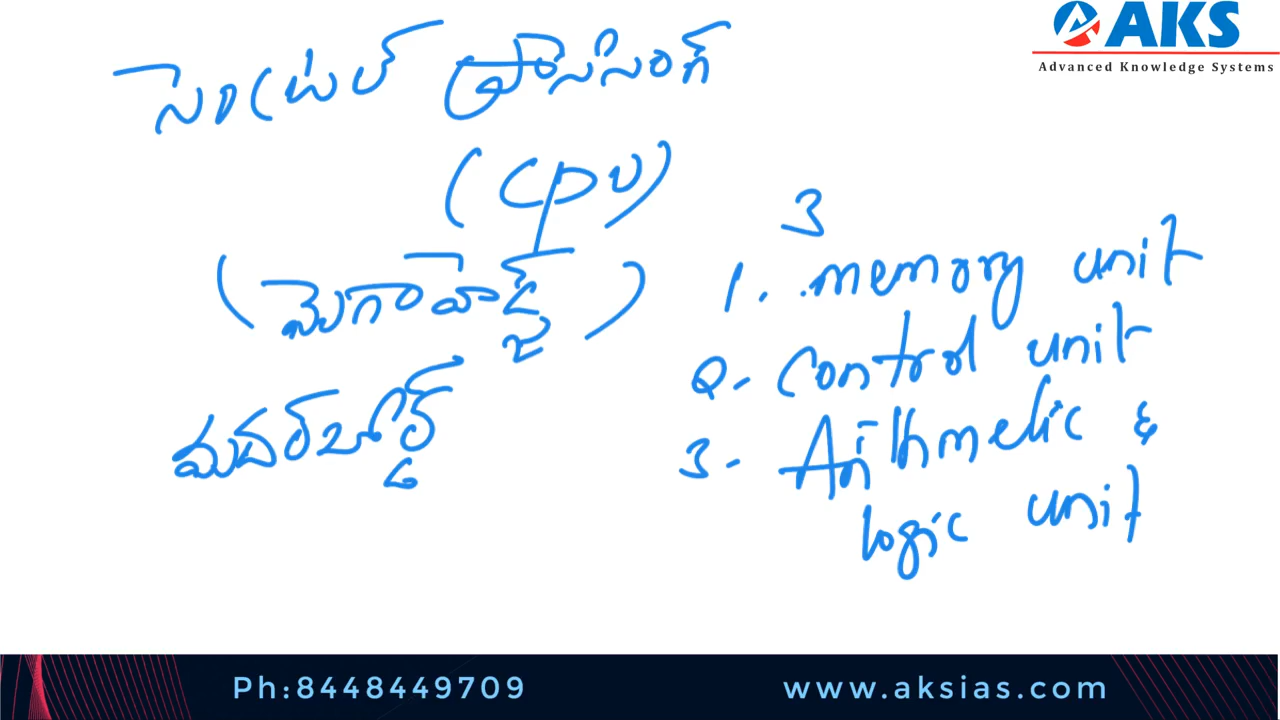 సెంట్రల్ ప్రాసెసింగ్
(CPU)
(మెగావాడ్జ్)
మదర్‌బోర్డ్
3
1. memory unit
2. Control unit
3. Arithmetic &
logic unit
AKS
Advanced Knowledge Systems
Ph:8448449709
www.aksias.com